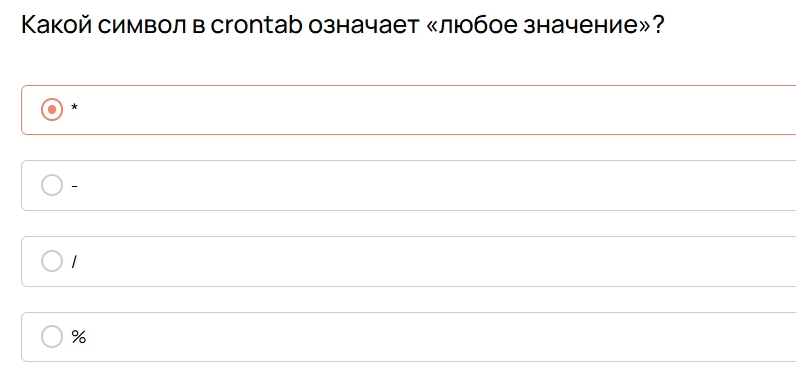 Какой символ в crontab означает «любое значение»?
*
-
/
%